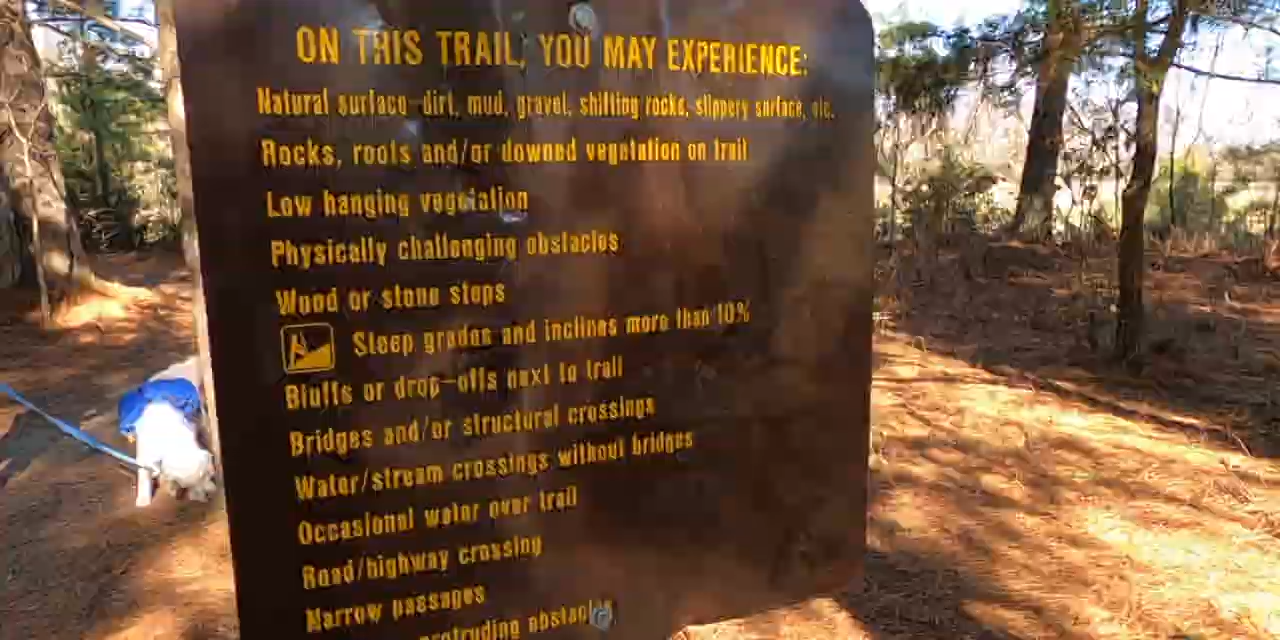 ON THIS TRAIL, YOU MAY EXPERIENCE:
Natural surface-dirt, mud, gravel, shifting rocks, slippery surface, etc.
Rocks, roots and/or downed vegetation on trail
Low hanging vegetation
Physically challenging obstacles
Wood or stone steps
Steep grades and inclines more than 10%
Bluffs or drop-offs next to trail
Bridges and/or structural crossings
Water/stream crossings without bridges
Occasional water over trail
Road/highway crossing
Narrow passages
protruding obstacles